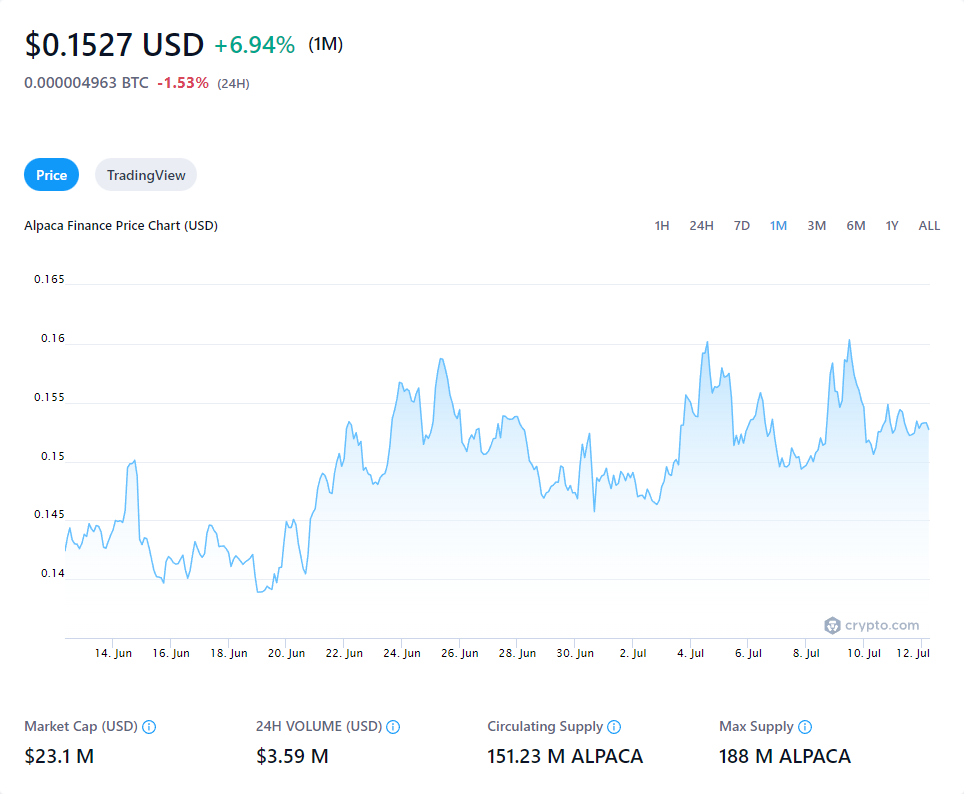 $0.1527 USD +6.94% (1M)
0.000004963 BTC -1.53% (24H)
Price TradingView
Alpaca Finance Price Chart (USD) 1H 24H 7D 1M 3M 6M 1Y ALL
0.165
0.16
0.155
0.15
0.145
0.14
crypto.com
14. Jun 16. Jun 18. Jun 20. Jun 22. Jun 24. Jun 26. Jun 28. Jun 30. Jun 2. Jul 4. Jul 6. Jul 8. Jul 10. Jul 12. Jul
Market Cap (USD) 24H VOLUME (USD) Circulating Supply Max Supply
$23.1 M $3.59 M 151.23 M ALPACA 188 M ALPACA